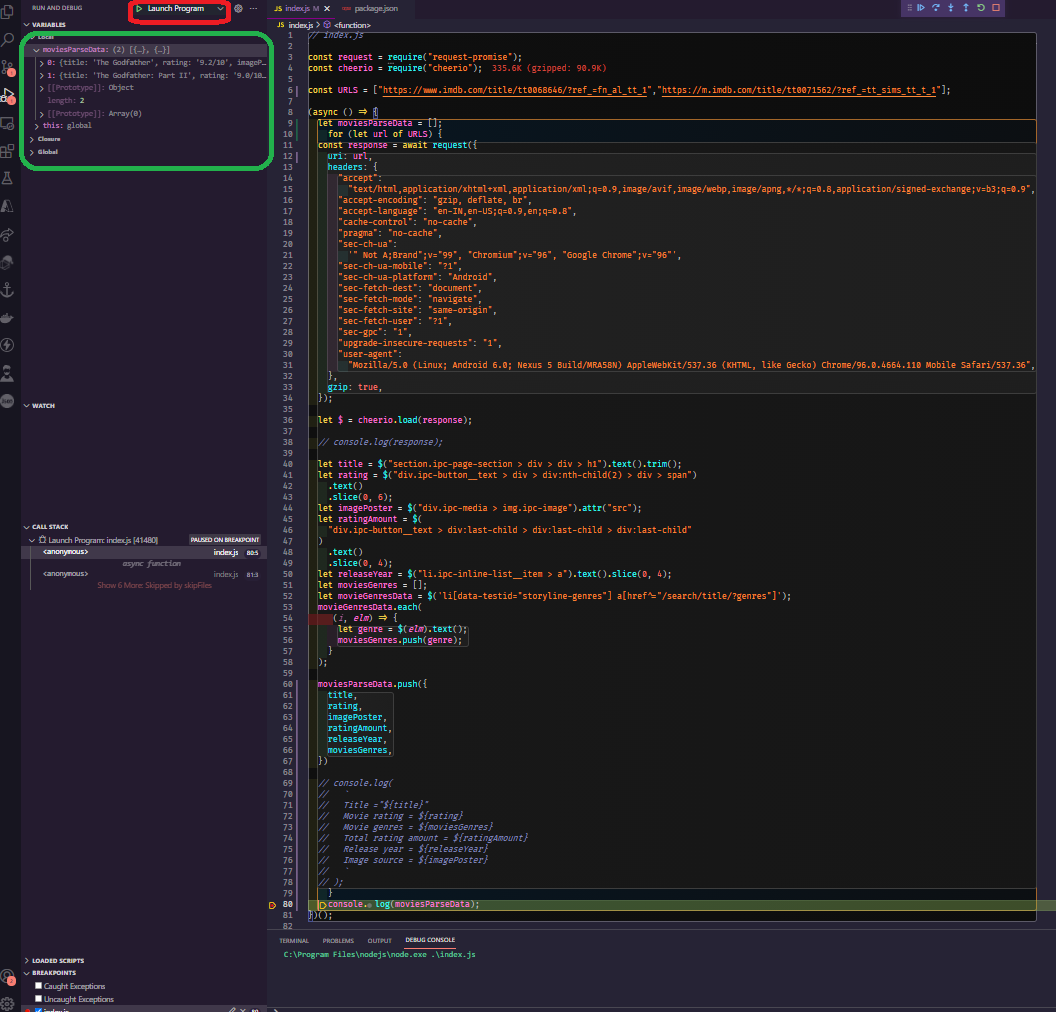 RUN AND DEBUG
Launch Program
VARIABLES
Local
moviesParseData: (2) [{…}, {…}]
0: {title: 'The Godfather', rating: '9.2/10', imageP…
1: {title: 'The Godfather: Part II', rating: '9.0/10…
[[Prototype]]: Object
length: 2
[[Prototype]]: Array(0)
this: global
Closure
Global
WATCH
CALL STACK
Launch Program: index.js [41480] PAUSED ON BREAKPOINT
<anonymous> index.js 80:5
async function
<anonymous> index.js 81:3
Show 6 More: Skipped by skipFiles
LOADED SCRIPTS
BREAKPOINTS
Caught Exceptions
Uncaught Exceptions
index.js 80
JS index.js M package.json
JS index.js > <function>
1 // index.js
2
3 const request = require("request-promise");
4 const cheerio = require("cheerio"); 335.6K (gzipped: 90.9K)
5
6 const URLS = ["https://www.imdb.com/title/tt0068646/?ref_=fn_al_tt_1","https://m.imdb.com/title/tt0071562/?ref_=tt_sims_tt_t_1"];
7
8 (async () => {
9 let moviesParseData = [];
10 for (let url of URLS) {
11 const response = await request({
12 uri: url,
13 headers: {
14 "accept":
15 "text/html,application/xhtml+xml,application/xml;q=0.9,image/avif,image/webp,image/apng,*/*;q=0.8,application/signed-exchange;v=b3;q=0.9",
16 "accept-encoding": "gzip, deflate, br",
17 "accept-language": "en-IN,en-US;q=0.9,en;q=0.8",
18 "cache-control": "no-cache",
19 "pragma": "no-cache",
20 "sec-ch-ua":
21 '" Not A;Brand";v="99", "Chromium";v="96", "Google Chrome";v="96"',
22 "sec-ch-ua-mobile": "?1",
23 "sec-ch-ua-platform": "Android",
24 "sec-fetch-dest": "document",
25 "sec-fetch-mode": "navigate",
26 "sec-fetch-site": "same-origin",
27 "sec-fetch-user": "?1",
28 "sec-gpc": "1",
29 "upgrade-insecure-requests": "1",
30 "user-agent":
31 "Mozilla/5.0 (Linux; Android 6.0; Nexus 5 Build/MRA58N) AppleWebKit/537.36 (KHTML, like Gecko) Chrome/96.0.4664.110 Mobile Safari/537.36",
32 },
33 gzip: true,
34 });
35
36 let $ = cheerio.load(response);
37
38 // console.log(response);
39
40 let title = $("section.ipc-page-section > div > div > h1").text().trim();
41 let rating = $("div.ipc-button__text > div > div:nth-child(2) > div > span")
42 .text()
43 .slice(0, 6);
44 let imagePoster = $("div.ipc-media > img.ipc-image").attr("src");
45 let ratingAmount = $(
46 "div.ipc-button__text > div:last-child > div:last-child > div:last-child"
47 )
48 .text()
49 .slice(0, 4);
50 let releaseYear = $("li.ipc-inline-list__item > a").text().slice(0, 4);
51 let moviesGenres = [];
52 let movieGenresData = $('li[data-testid="storyline-genres"] a[href^="/search/title/?genres"]');
53 movieGenresData.each(
54 (i, elm) => {
55 let genre = $(elm).text();
56 moviesGenres.push(genre);
57 }
58 );
59
60 moviesParseData.push({
61 title,
62 rating,
63 imagePoster,
64 ratingAmount,
65 releaseYear,
66 moviesGenres,
67 })
68
69 // console.log(
70 // `
71 // Title ="${title}"
72 // Movie rating = ${rating}
73 // Movie genres = ${moviesGenres}
74 // Total rating amount = ${ratingAmount}
75 // Release year = ${releaseYear}
76 // Image source = ${imagePoster}
77 // `
78 // );
79 }
80 console.log(moviesParseData);
81 })();
82
TERMINAL PROBLEMS OUTPUT DEBUG CONSOLE
C:\Program Files\nodejs\node.exe .\index.js